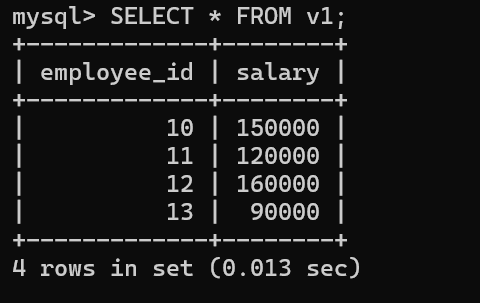 mysql> SELECT * FROM v1;
+-------------+--------+
| employee_id | salary |
+-------------+--------+
|          10 | 150000 |
|          11 | 120000 |
|          12 | 160000 |
|          13 |  90000 |
+-------------+--------+
4 rows in set (0.013 sec)